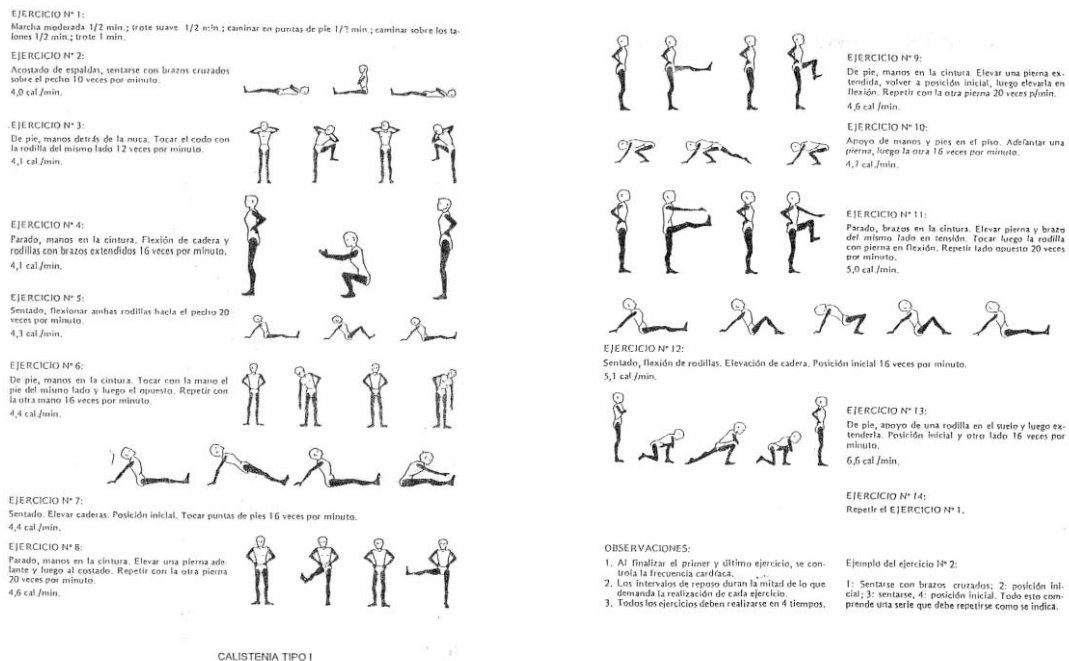 EJERCICIO Nº 1:
Marcha moderada 1/2 min.; trote suave 1/2 min.; caminar en puntas de pie 1/2 min.; caminar sobre los ta-
lones 1/2 min.; trote 1 min.
EJERCICIO Nº 2:
Acostado de espaldas, sentarse con brazos cruzados
sobre el pecho 10 veces por minuto.
4,0 cal/min.
EJERCICIO Nº 3:
De pie, manos detrás de la nuca. Tocar el codo con
la rodilla del mismo lado 12 veces por minuto.
4,1 cal./min.
EJERCICIO Nº 4:
Parado, manos en la cintura. Flexión de cadera y
rodillas con brazos extendidos 16 veces por minuto.
4,1 cal/min.
EJERCICIO Nº 5:
Sentado, flexionar ambas rodillas hacia el pecho 20
veces por minuto.
4,3 cal/min.
EJERCICIO Nº 6:
De pie, manos en la cintura. Tocar con la mano el
pie del mismo lado y luego el opuesto. Repetir con
la otra mano 16 veces por minuto.
4,4 cal./min.
EJERCICIO Nº 7:
Sentado. Elevar caderas. Posición inicial. Tocar puntas de pies 16 veces por minuto.
4,4 cal./min.
EJERCICIO Nº 8:
Parado, manos en la cintura. Elevar una pierna ade-
lante y luego al costado. Repetir con la otra pierna
20 veces por minuto.
4,6 cal/min.
CALISTENIA TIPO I
EJERCICIO Nº 9:
De pie, manos en la cintura. Elevar una pierna ex-
tendida, volver a posición inicial, luego elevarla en
flexión. Repetir con la otra pierna 20 veces p/min.
4,6 cal/min.
EJERCICIO Nº 10:
Apoyo de manos y pies en el piso. Adelantar una
pierna, luego la otra 16 veces por minuto.
4,7 cal/min.
EJERCICIO Nº 11:
Parado, brazos en la cintura. Elevar pierna y brazo
del mismo lado en tensión. Tocar luego la rodilla
con pierna en flexión. Repetir lado opuesto 20 veces
por minuto.
5,0 cal/min.
EJERCICIO Nº 12:
Sentado, flexión de rodillas. Elevación de cadera. Posición inicial 16 veces por minuto.
5,1 cal/min.
EJERCICIO Nº 13:
De pie, apoyo de una rodilla en el suelo y luego ex-
tenderla. Posición inicial y otro lado 16 veces por
minuto.
6,6 cal/min.
EJERCICIO Nº 14:
Repetir el EJERCICIO Nº 1.
OBSERVACIONES:
1. Al finalizar el primer y último ejercicio, se con-
trola la frecuencia cardíaca.
2. Los intervalos de reposo duran la mitad de lo que
demanda la realización de cada ejercicio.
3. Todos los ejercicios deben realizarse en 4 tiempos.
Ejemplo del ejercicio Nº 2:
1: Sentarse con brazos cruzados; 2: posición ini-
cial; 3: sentarse, 4: posición inicial. Todo esto com-
prende una serie que debe repetirse como se indica.